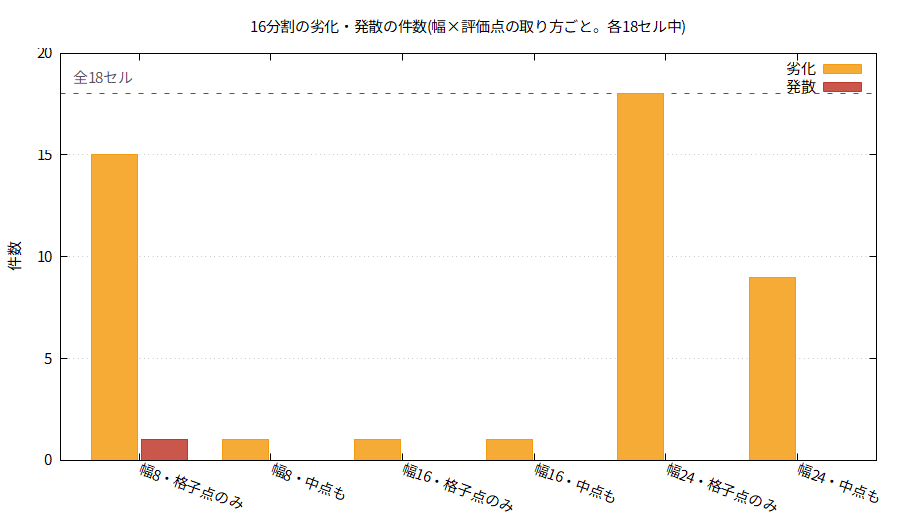 16分割の劣化・発散の件数(幅×評価点の取り方ごと。各18セル中)
20
15
10
5
0
件数
全18セル
劣化
発散
幅8・格子点のみ
幅8・中点も
幅16・格子点のみ
幅16・中点も
幅24・格子点のみ
幅24・中点も